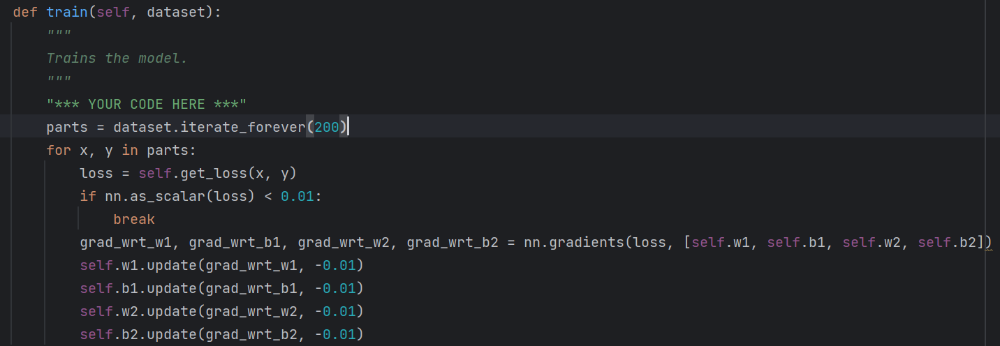 def train(self, dataset):
    """
    Trains the model.
    """
    "*** YOUR CODE HERE ***"
    parts = dataset.iterate_forever(200)
    for x, y in parts:
        loss = self.get_loss(x, y)
        if nn.as_scalar(loss) < 0.01:
            break
        grad_wrt_w1, grad_wrt_b1, grad_wrt_w2, grad_wrt_b2 = nn.gradients(loss, [self.w1, self.b1, self.w2, self.b2])
        self.w1.update(grad_wrt_w1, -0.01)
        self.b1.update(grad_wrt_b1, -0.01)
        self.w2.update(grad_wrt_w2, -0.01)
        self.b2.update(grad_wrt_b2, -0.01)